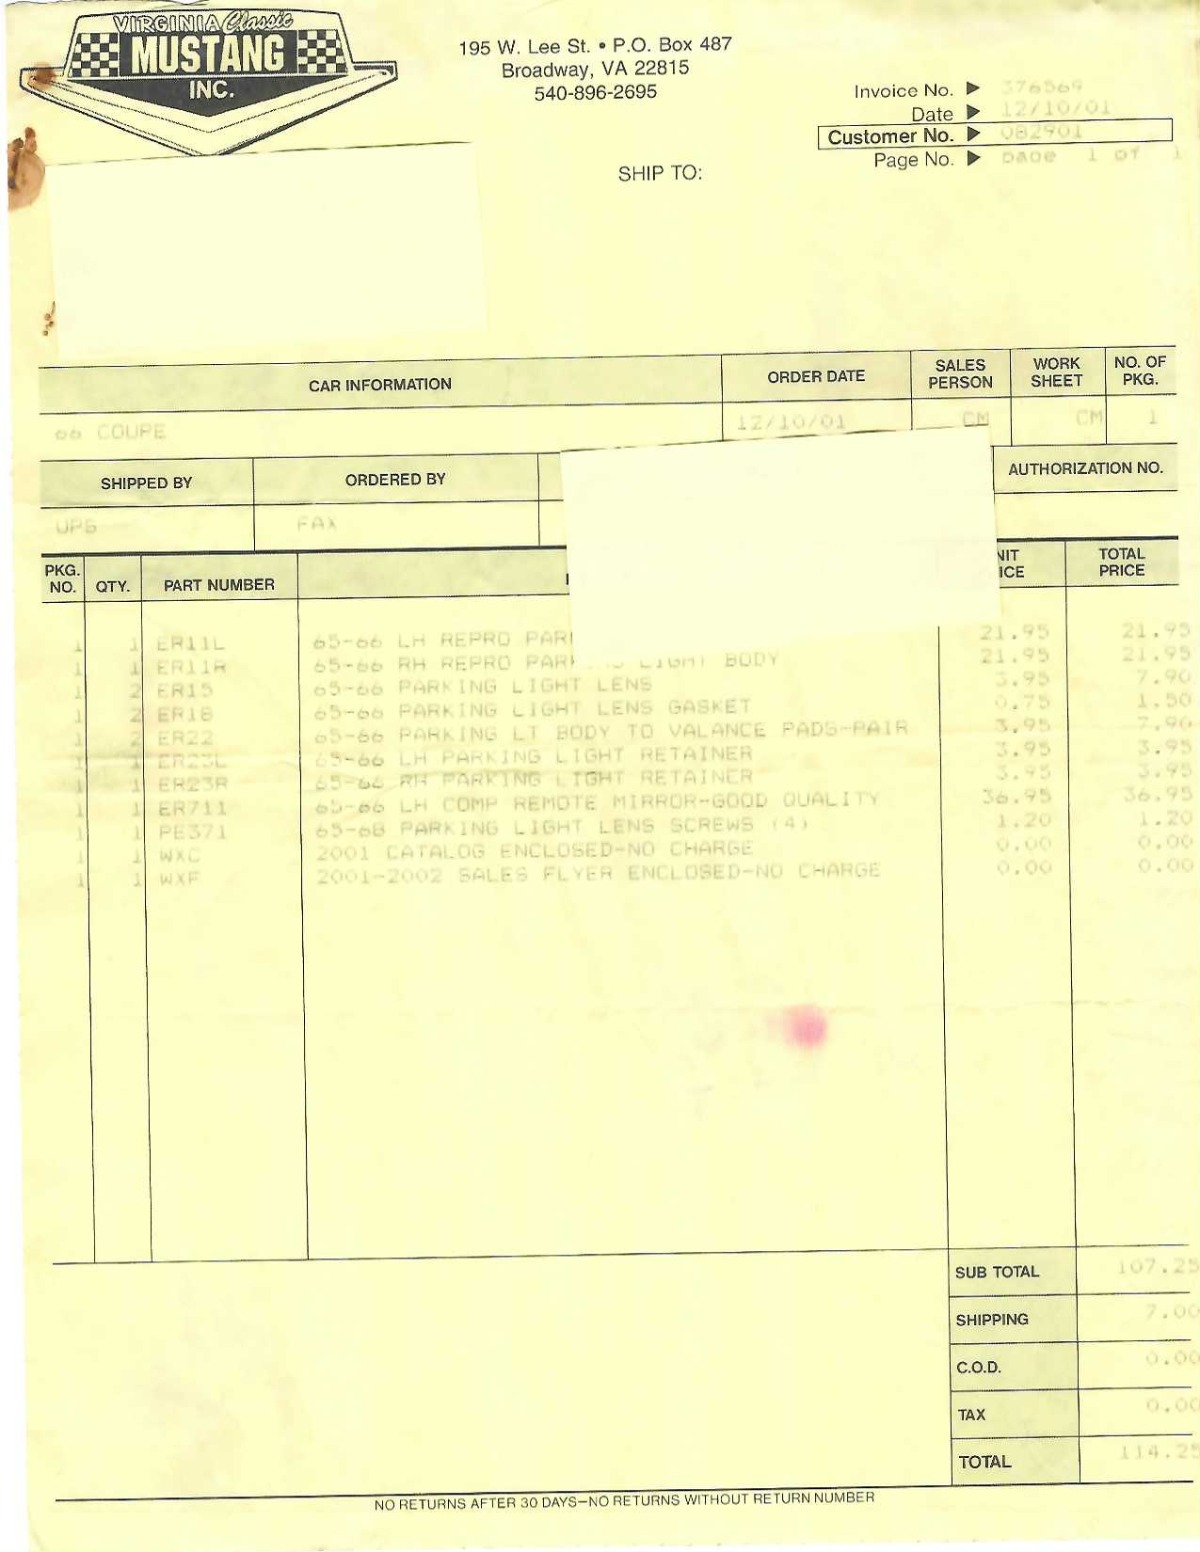 VIRGINIA Classic
MUSTANG
INC.
195 W. Lee St. • P.O. Box 487
Broadway, VA 22815
540-896-2695
Invoice No. ▶ 376569
Date ▶ 12/10/01
Customer No. ▶ 082901
Page No. ▶ page 1 of 1
SHIP TO:
CAR INFORMATION ORDER DATE SALES PERSON WORK SHEET NO. OF PKG.
66 COUPE 12/10/01 CM CM 1
SHIPPED BY ORDERED BY AUTHORIZATION NO.
UPS FAX
PKG. NO. QTY. PART NUMBER NIT ICE TOTAL PRICE
1 1 ER11L 65-66 LH REPRO PAR 21.95 21.95
1 1 ER11R 65-66 RH REPRO PARKING LIGHT BODY 21.95 21.95
1 2 ER15 65-66 PARKING LIGHT LENS 3.95 7.90
1 2 ER18 65-66 PARKING LIGHT LENS GASKET 0.75 1.50
1 2 ER22 65-66 PARKING LT BODY TO VALANCE PADS-PAIR 3.95 7.90
1 1 ER23L 65-66 LH PARKING LIGHT RETAINER 3.95 3.95
1 1 ER23R 65-66 RH PARKING LIGHT RETAINER 3.95 3.95
1 1 ER711 65-66 LH COMP REMOTE MIRROR-GOOD QUALITY 36.95 36.95
1 1 PE371 65-68 PARKING LIGHT LENS SCREWS (4) 1.20 1.20
1 1 WXC 2001 CATALOG ENCLOSED-NO CHARGE 0.00 0.00
1 1 WXF 2001-2002 SALES FLYER ENCLOSED-NO CHARGE 0.00 0.00
SUB TOTAL 107.25
SHIPPING 7.00
C.O.D. 0.00
TAX 0.00
TOTAL 114.25
NO RETURNS AFTER 30 DAYS–NO RETURNS WITHOUT RETURN NUMBER